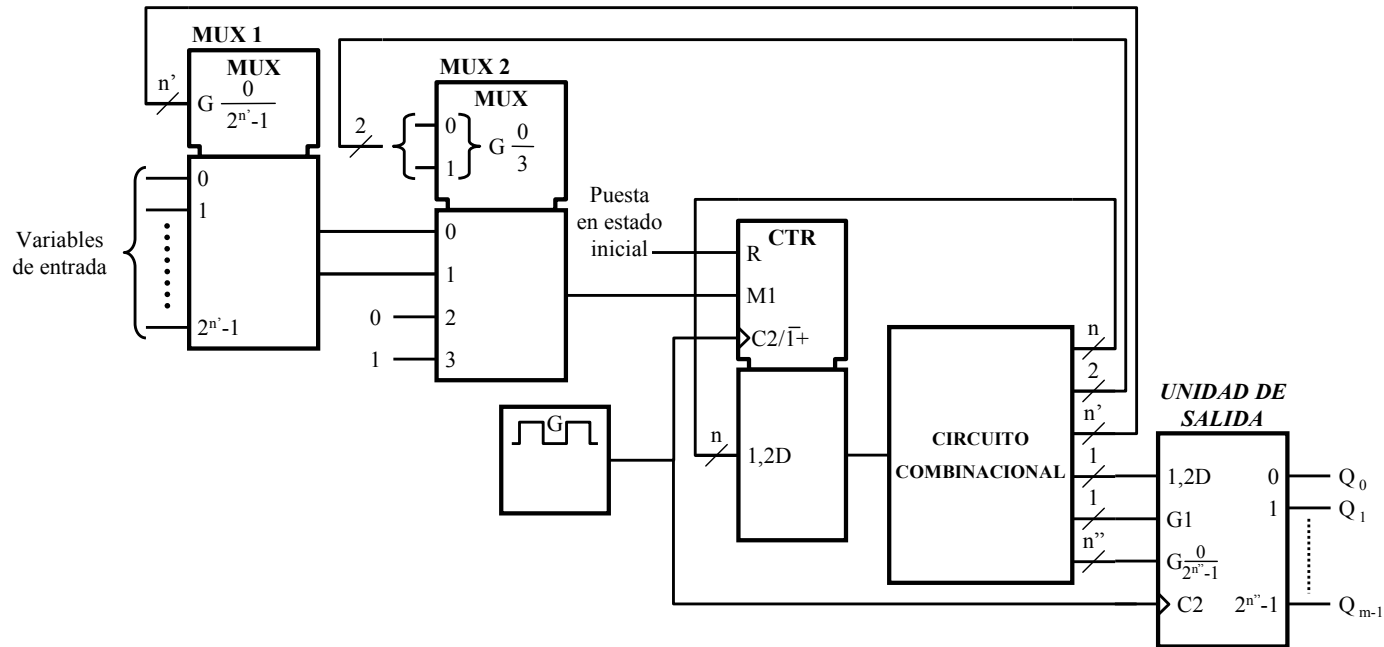 MUX 1
MUX
n’
G 0
2^{n’}-1
0
1
2^{n’}-1
Variables
de entrada
MUX 2
MUX
2
0
1
G 0
3
0
1
0 2
1 3
Puesta
en estado
inicial
CTR
R
M1
C2/1̅+
n
1,2D
G
CIRCUITO
COMBINACIONAL
n
2
n’
1
1
n”
UNIDAD DE
SALIDA
1,2D
G1
G 0
2^{n”}-1
C2
0
1
2^{n”}-1
Q_0
Q_1
Q_{m-1}